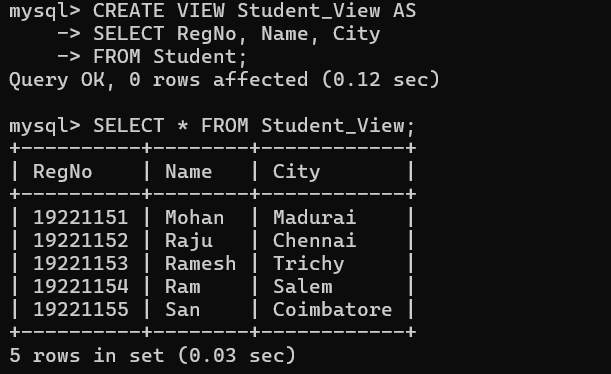 mysql> CREATE VIEW Student_View AS
    -> SELECT RegNo, Name, City
    -> FROM Student;
Query OK, 0 rows affected (0.12 sec)

mysql> SELECT * FROM Student_View;
+----------+--------+------------+
| RegNo    | Name   | City       |
+----------+--------+------------+
| 19221151 | Mohan  | Madurai    |
| 19221152 | Raju   | Chennai    |
| 19221153 | Ramesh | Trichy     |
| 19221154 | Ram    | Salem      |
| 19221155 | San    | Coimbatore |
+----------+--------+------------+
5 rows in set (0.03 sec)